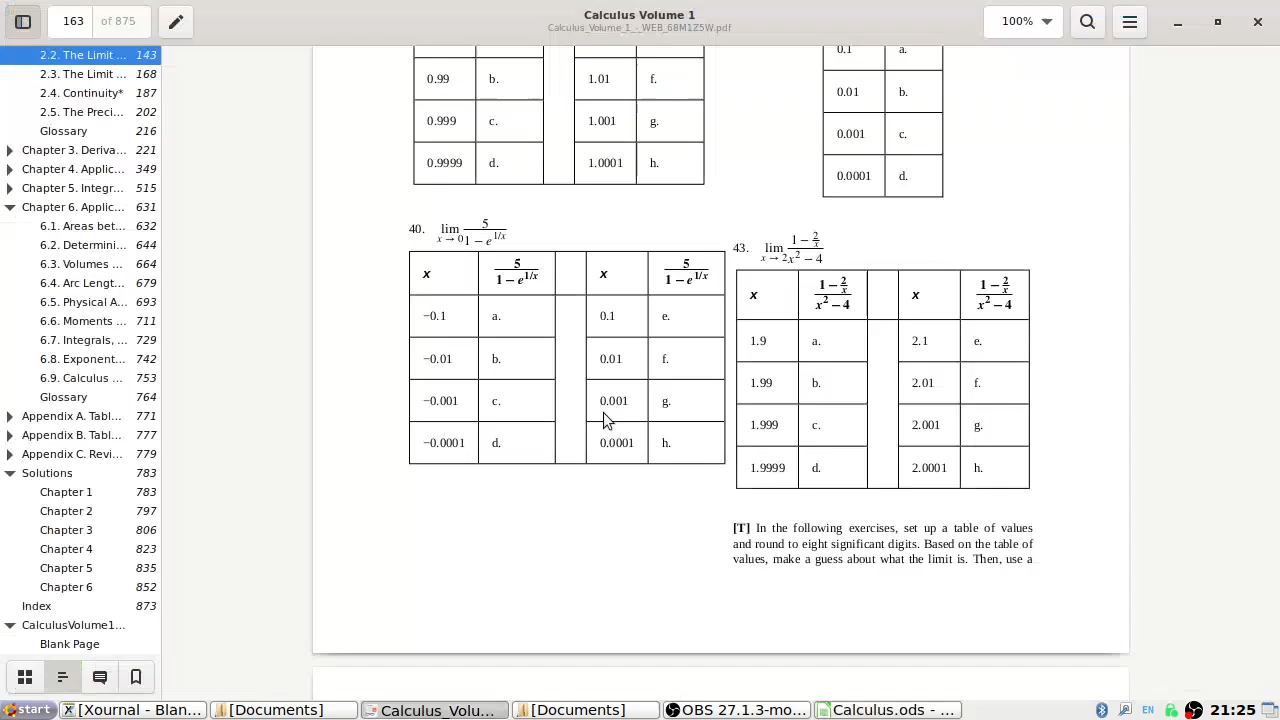 163 of 875
Calculus Volume 1
Calculus_Volume_1_-_WEB_68M1Z5W.pdf
100%
2.2. The Limit ... 143
2.3. The Limit ... 168
2.4. Continuity* 187
2.5. The Preci... 202
Glossary 216
Chapter 3. Deriva... 221
Chapter 4. Applic... 349
Chapter 5. Integr... 515
Chapter 6. Applic... 631
6.1. Areas bet... 632
6.2. Determini... 644
6.3. Volumes ... 664
6.4. Arc Lengt... 679
6.5. Physical A... 693
6.6. Moments ... 711
6.7. Integrals, ... 729
6.8. Exponent... 742
6.9. Calculus ... 753
Glossary 764
Appendix A. Tabl... 771
Appendix B. Tabl... 777
Appendix C. Revi... 779
Solutions 783
Chapter 1 783
Chapter 2 797
Chapter 3 806
Chapter 4 823
Chapter 5 835
Chapter 6 852
Index 873
CalculusVolume1...
Blank Page
0.99 b. 1.01 f.
0.999 c. 1.001 g.
0.9999 d. 1.0001 h.
40. lim x → 0 5/(1 − e^1/x)
x 5/(1 − e^1/x) x 5/(1 − e^1/x)
−0.1 a. 0.1 e.
−0.01 b. 0.01 f.
−0.001 c. 0.001 g.
−0.0001 d. 0.0001 h.
0.1 a.
0.01 b.
0.001 c.
0.0001 d.
43. lim x → 2 (1 − 2/x)/(x² − 4)
x (1 − 2/x)/(x² − 4) x (1 − 2/x)/(x² − 4)
1.9 a. 2.1 e.
1.99 b. 2.01 f.
1.999 c. 2.001 g.
1.9999 d. 2.0001 h.
[T] In the following exercises, set up a table of values
and round to eight significant digits. Based on the table of
values, make a guess about what the limit is. Then, use a
start [Xournal - Blan... [Documents] Calculus_Volu... [Documents] OBS 27.1.3-mo... Calculus.ods - ... EN 21:25